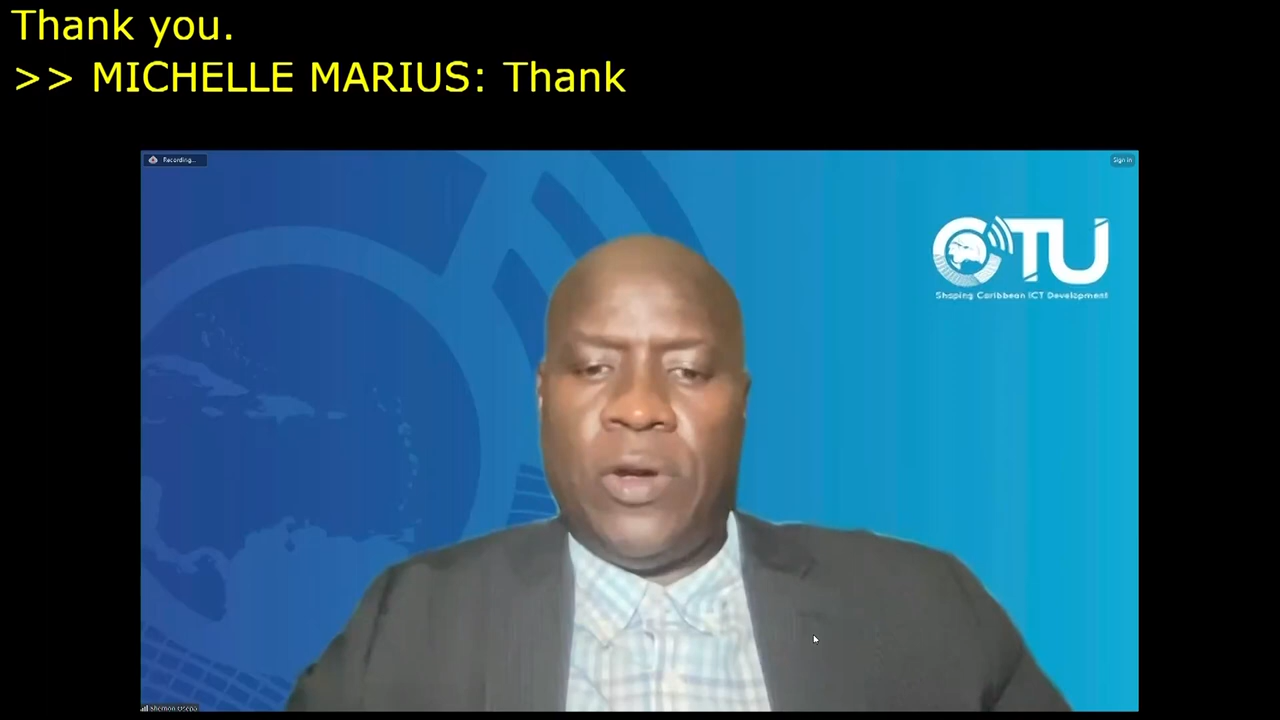 Thank you.
>> MICHELLE MARIUS: Thank
Recording...
Sign in
CTU
Shaping Caribbean ICT Development